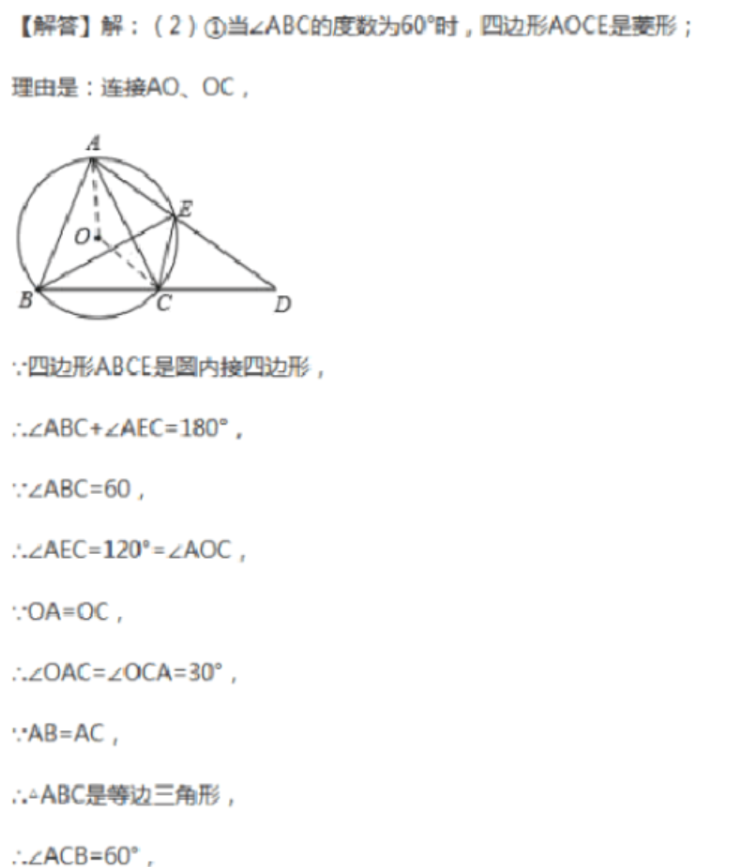 【解答】解：（2）①当∠ABC的度数为60°时，四边形AOCE是菱形；
理由是：连接AO、OC，
A
E
O
B
C
D
∵四边形ABCE是圆内接四边形，
∴∠ABC+∠AEC=180°，
∵∠ABC=60，
∴∠AEC=120°=∠AOC，
∵OA=OC，
∴∠OAC=∠OCA=30°，
∵AB=AC，
∴△ABC是等边三角形，
∴∠ACB=60°，